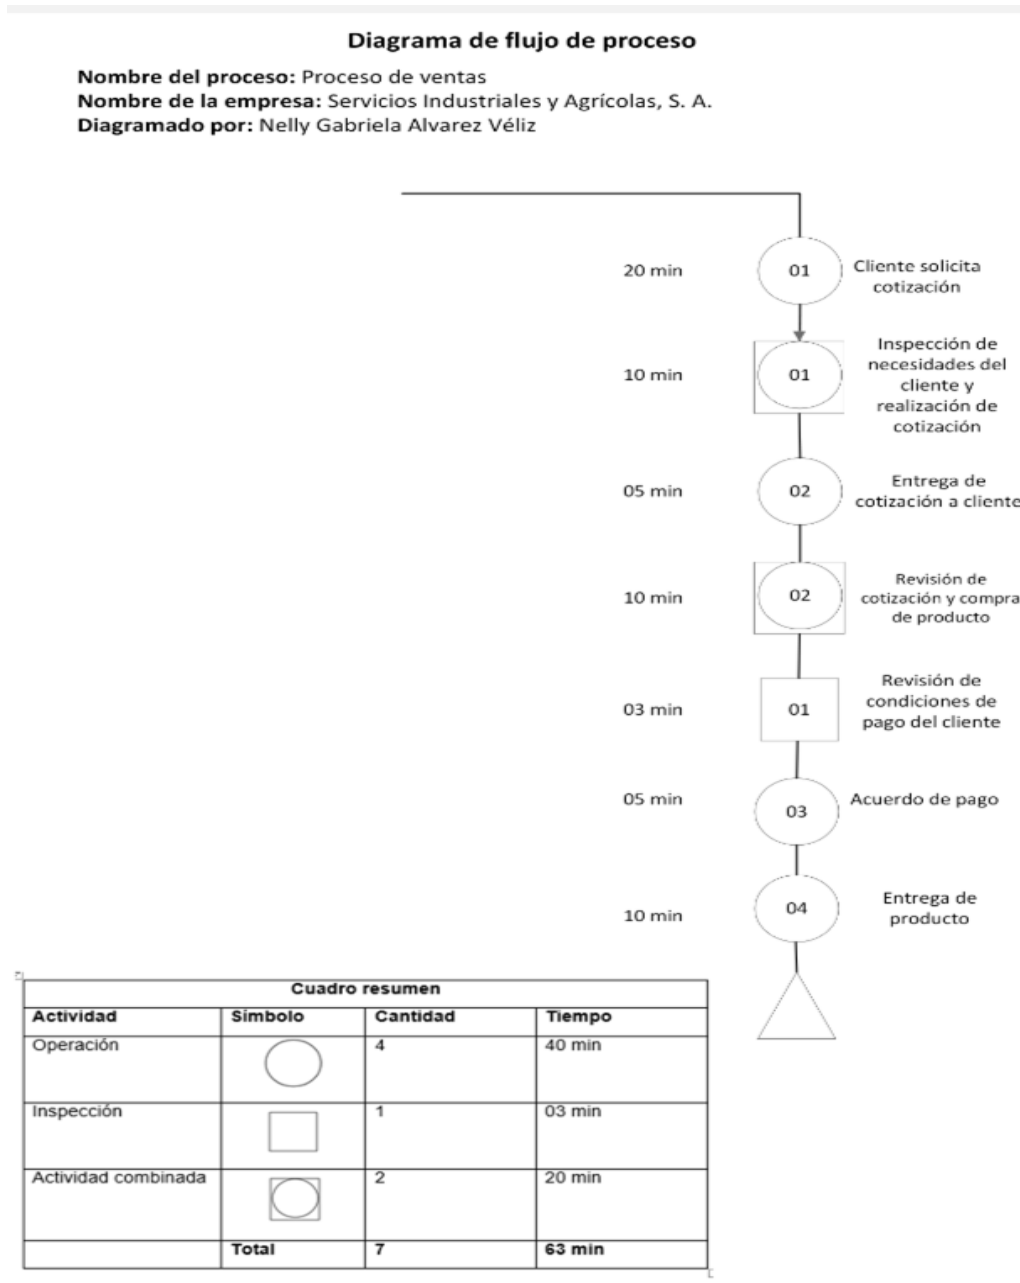 Diagrama de flujo de proceso
Nombre del proceso: Proceso de ventas
Nombre de la empresa: Servicios Industriales y Agrícolas, S. A.
Diagramado por: Nelly Gabriela Alvarez Véliz
20 min
01
Cliente solicita
cotización
10 min
01
Inspección de
necesidades del
cliente y
realización de
cotización
05 min
02
Entrega de
cotización a cliente
10 min
02
Revisión de
cotización y compra
de producto
03 min
01
Revisión de
condiciones de
pago del cliente
05 min
03
Acuerdo de pago
10 min
04
Entrega de
producto
Cuadro resumen
Actividad Símbolo Cantidad Tiempo
Operación 4 40 min
Inspección 1 03 min
Actividad combinada 2 20 min
Total 7 63 min